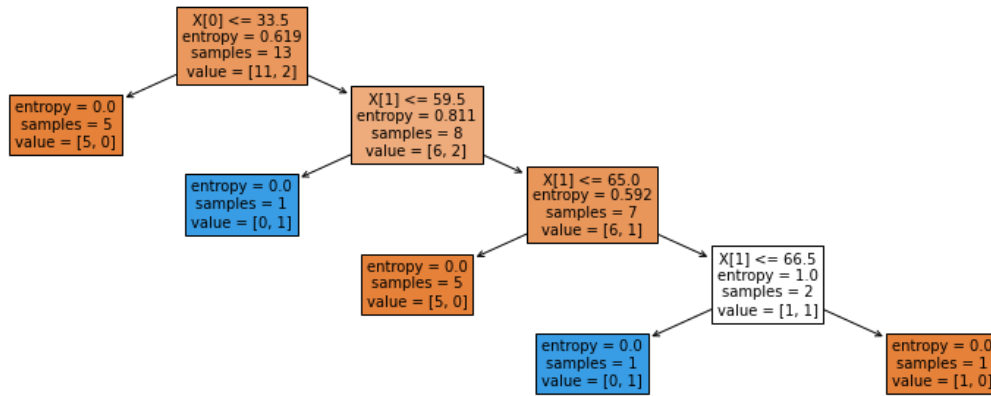 X[0] <= 33.5
entropy = 0.619
samples = 13
value = [11, 2]
entropy = 0.0
samples = 5
value = [5, 0]
X[1] <= 59.5
entropy = 0.811
samples = 8
value = [6, 2]
entropy = 0.0
samples = 1
value = [0, 1]
X[1] <= 65.0
entropy = 0.592
samples = 7
value = [6, 1]
entropy = 0.0
samples = 5
value = [5, 0]
X[1] <= 66.5
entropy = 1.0
samples = 2
value = [1, 1]
entropy = 0.0
samples = 1
value = [0, 1]
entropy = 0.0
samples = 1
value = [1, 0]